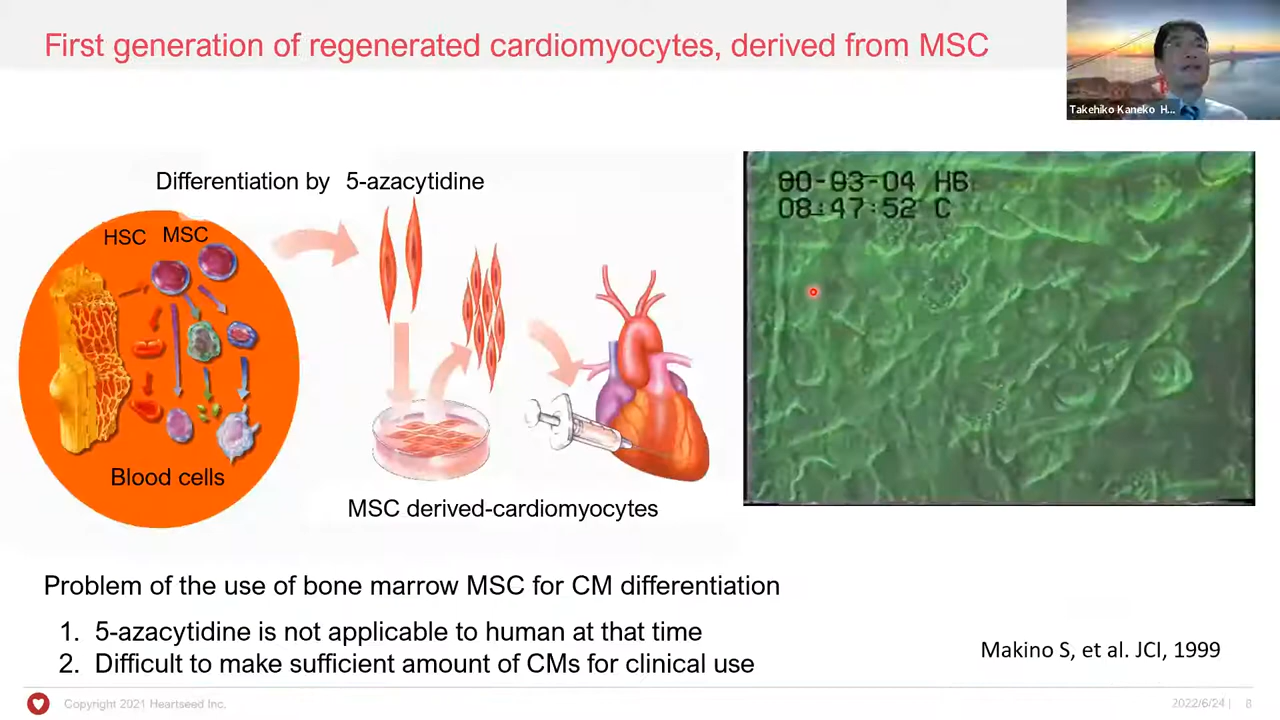 First generation of regenerated cardiomyocytes, derived from MSC
Takehiko Kaneko H...
Differentiation by 5-azacytidine
HSC MSC
Blood cells
MSC derived-cardiomyocytes
00-03-04 HB
08:47:52 C
Problem of the use of bone marrow MSC for CM differentiation
1. 5-azacytidine is not applicable to human at that time
2. Difficult to make sufficient amount of CMs for clinical use
Makino S, et al. JCI, 1999
Copyright 2021 Heartseed Inc.
2022/6/24 | 8